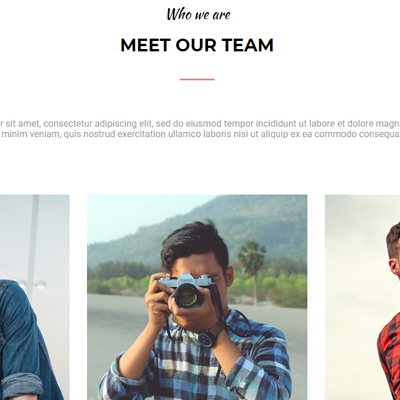 Who we are
MEET OUR TEAM
r sit amet, consectetur adipiscing elit, sed do eiusmod tempor incididunt ut labore et dolore magn
minim veniam, quis nostrud exercitation ullamco laboris nisi ut aliquip ex ea commodo consequa